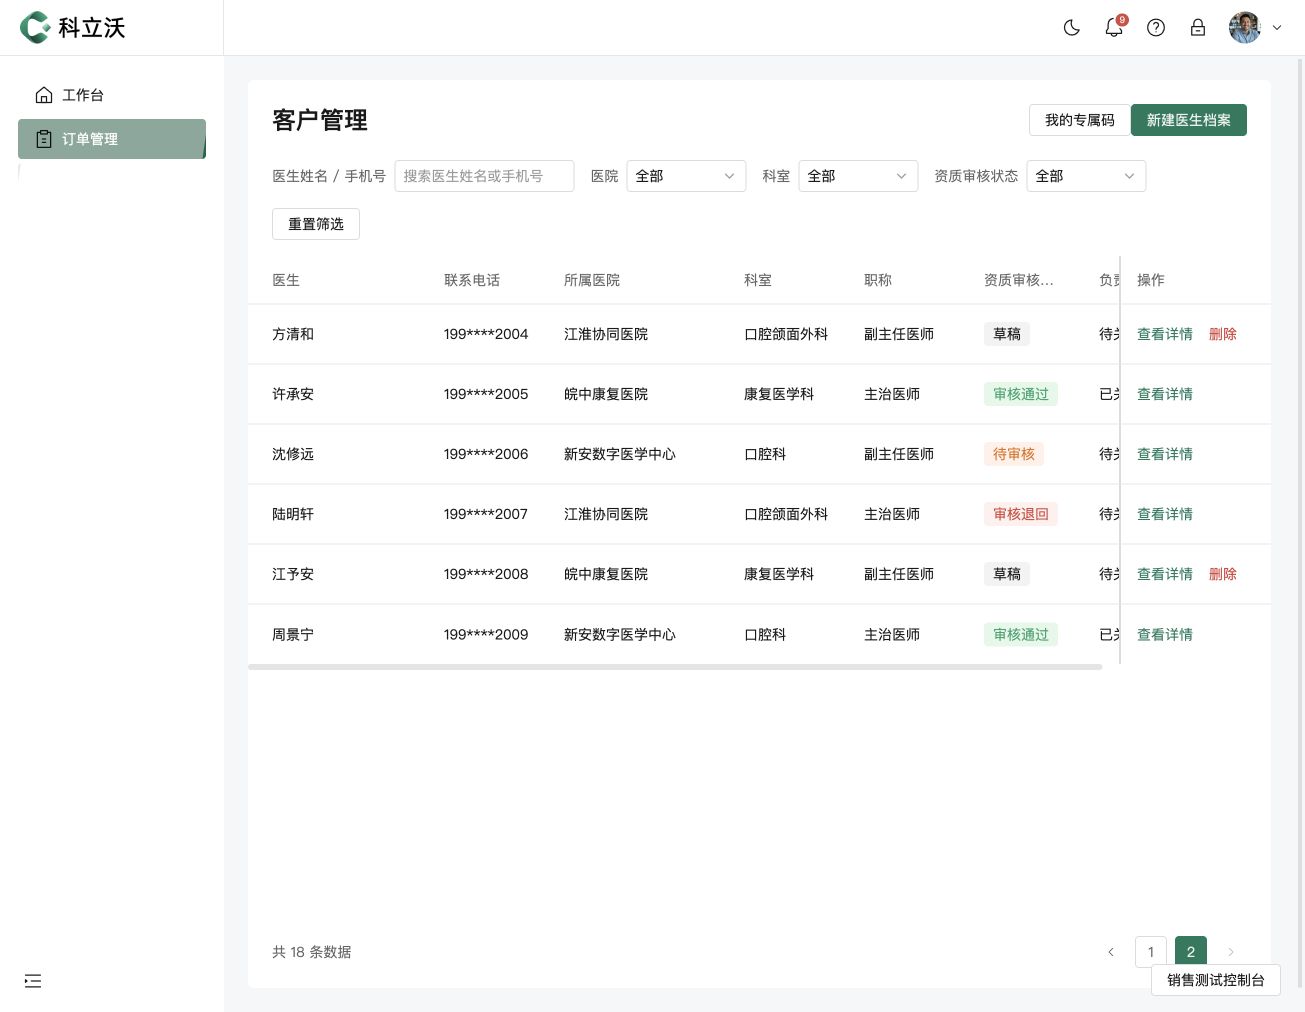 科立沃
9
工作台
订单管理
客户管理
我的专属码
新建医生档案
医生姓名 / 手机号
搜索医生姓名或手机号
医院
全部
科室
全部
资质审核状态
全部
重置筛选
医生 联系电话 所属医院 科室 职称 资质审核... 负 操作
方清和 199****2004 江淮协同医院 口腔颌面外科 副主任医师 草稿 待 查看详情 删除
许承安 199****2005 皖中康复医院 康复医学科 主治医师 审核通过 已 查看详情
沈修远 199****2006 新安数字医学中心 口腔科 副主任医师 待审核 待 查看详情
陆明轩 199****2007 江淮协同医院 口腔颌面外科 主治医师 审核退回 待 查看详情
江予安 199****2008 皖中康复医院 康复医学科 副主任医师 草稿 待 查看详情 删除
周景宁 199****2009 新安数字医学中心 口腔科 主治医师 审核通过 已 查看详情
共 18 条数据
1
2
销售测试控制台